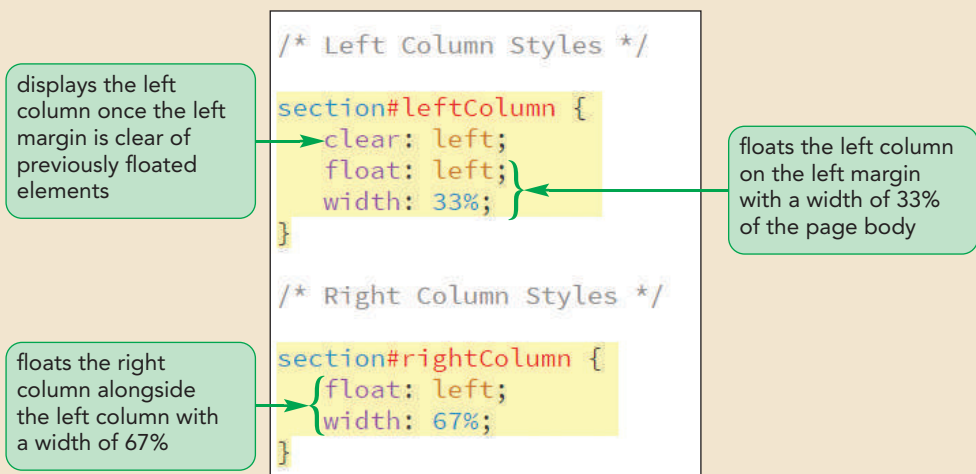 /* Left Column Styles */
displays the left
column once the left
margin is clear of
previously floated
elements
section#leftColumn {
clear: left;
float: left;
width: 33%;
}
floats the left column
on the left margin
with a width of 33%
of the page body
/* Right Column Styles */
floats the right
column alongside
the left column with
a width of 67%
section#rightColumn {
float: left;
width: 67%;
}